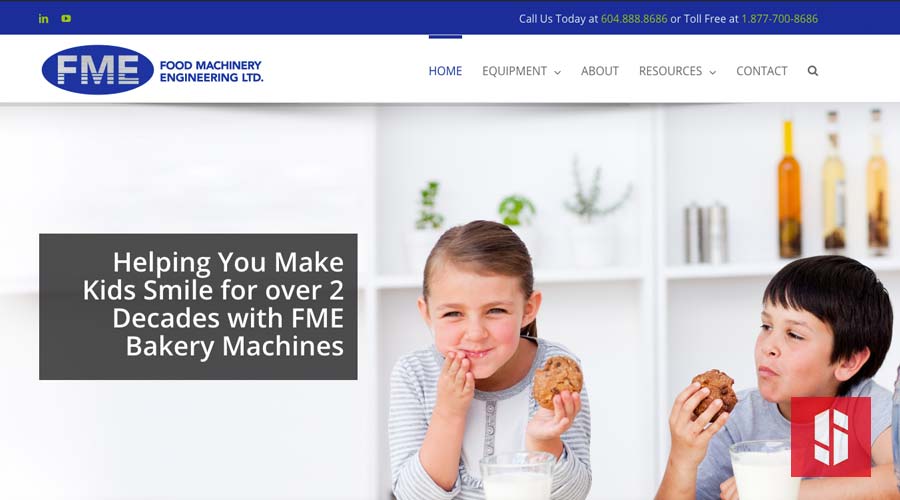 Call Us Today at 604.888.8686 or Toll Free at 1.877-700-8686
FME FOOD MACHINERY
ENGINEERING LTD.
HOME EQUIPMENT ABOUT RESOURCES CONTACT
Helping You Make
Kids Smile for over 2
Decades with FME
Bakery Machines